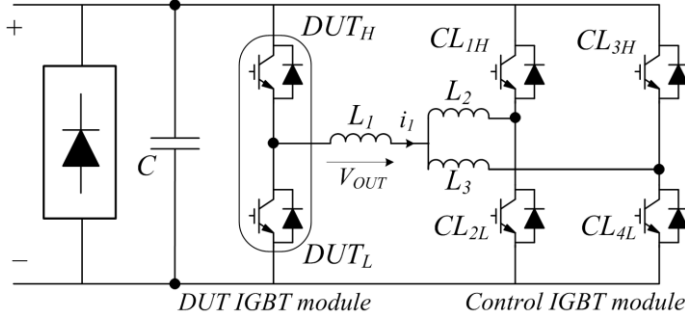 +
DUT_H
CL_1H
CL_3H
L_1
i_1
L_2
C
V_OUT
L_3
CL_2L
CL_4L
DUT_L
−
DUT IGBT module
Control IGBT module